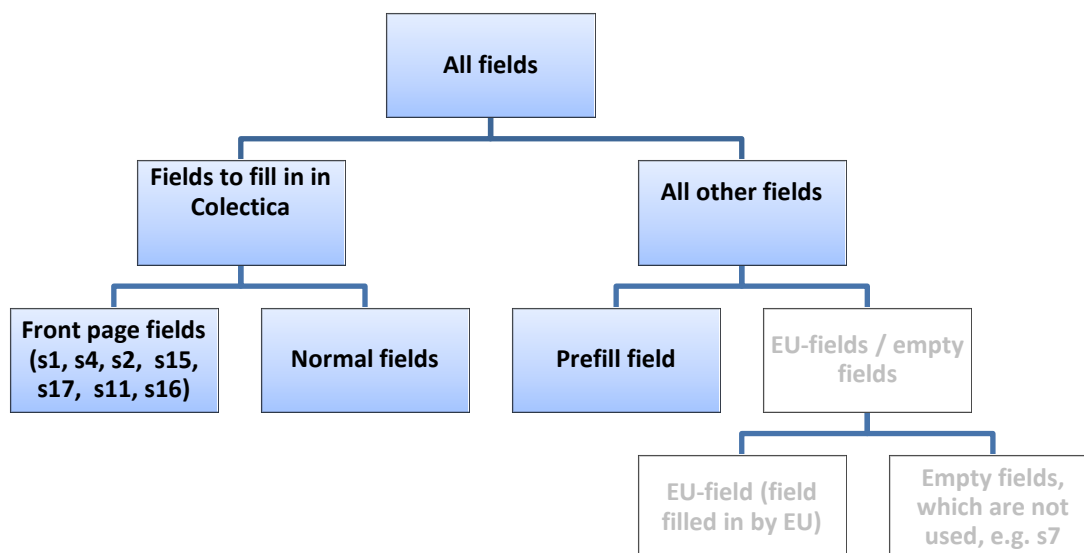 All fields
Fields to fill in in
Colectica
All other fields
Front page fields
(s1, s4, s2, s15,
s17, s11, s16)
Normal fields
Prefill field
EU-fields / empty
fields
EU-field (field
filled in by EU)
Empty fields,
which are not
used, e.g. s7